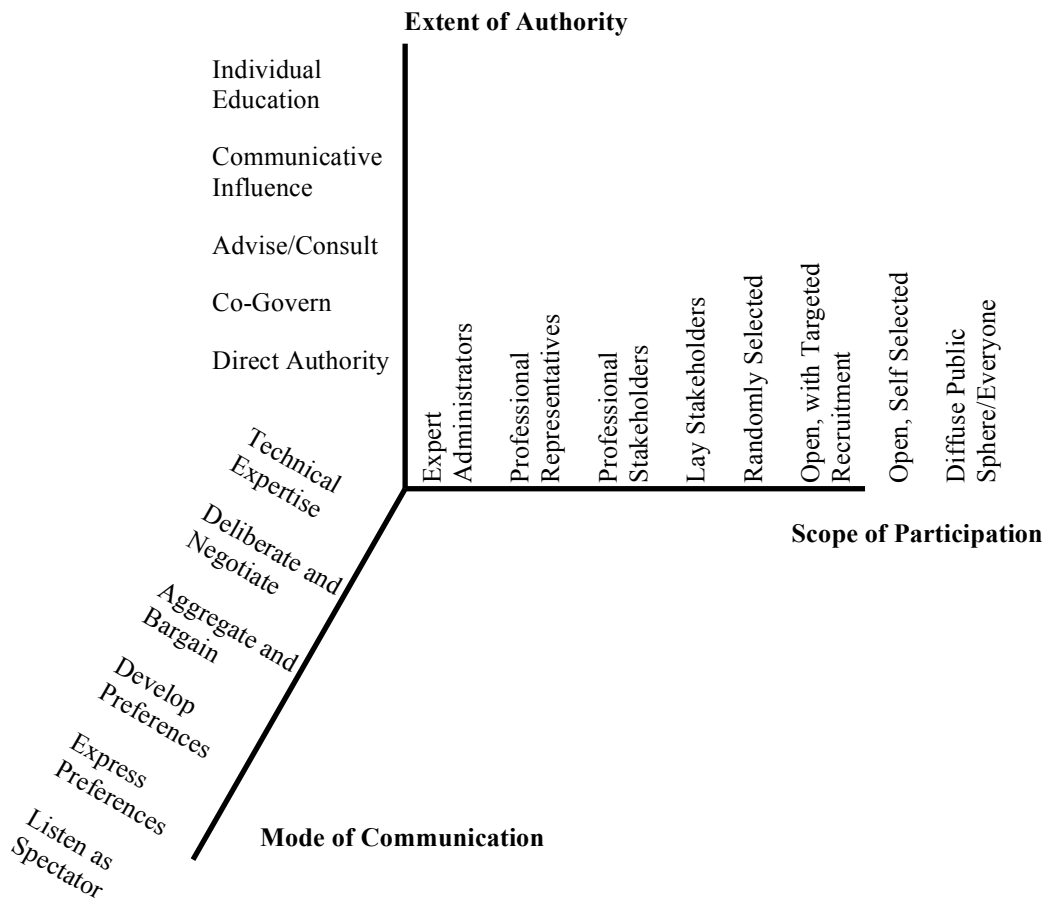 Extent of Authority
Individual
Education
Communicative
Influence
Advise/Consult
Co-Govern
Direct Authority
Expert
Administrators
Professional
Representatives
Professional
Stakeholders
Lay Stakeholders
Randomly Selected
Open, with Targeted
Recruitment
Open, Self Selected
Diffuse Public
Sphere/Everyone
Scope of Participation
Technical
Expertise
Deliberate and
Negotiate
Aggregate and
Bargain
Develop
Preferences
Express
Preferences
Listen as
Spectator
Mode of Communication